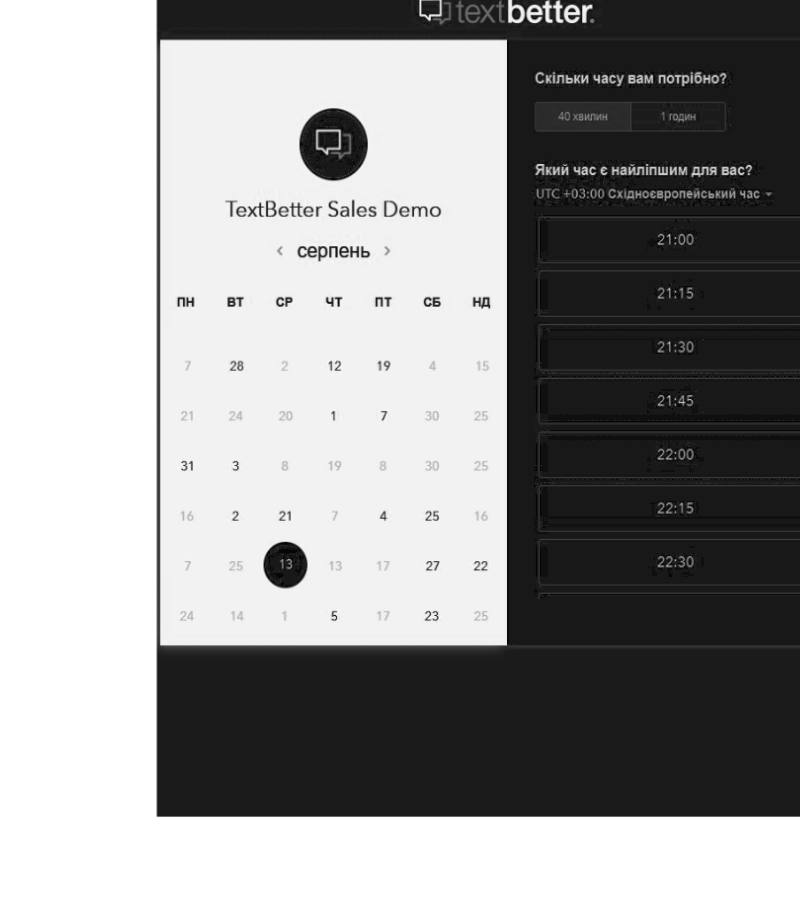 textbetter.
TextBetter Sales Demo
серпень
ПН ВТ СР ЧТ ПТ СБ НД
7 28 2 12 19 4 15
21 24 20 1 7 30 25
31 3 8 19 8 30 25
16 2 21 7 4 25 16
7 25 13 13 17 27 22
24 14 1 5 17 23 25
Скільки часу вам потрібно?
40 хвилин 1 годин
Який час є найліпшим для вас?
UTC +03:00 Східноєвропейський час
21:00
21:15
21:30
21:45
22:00
22:15
22:30